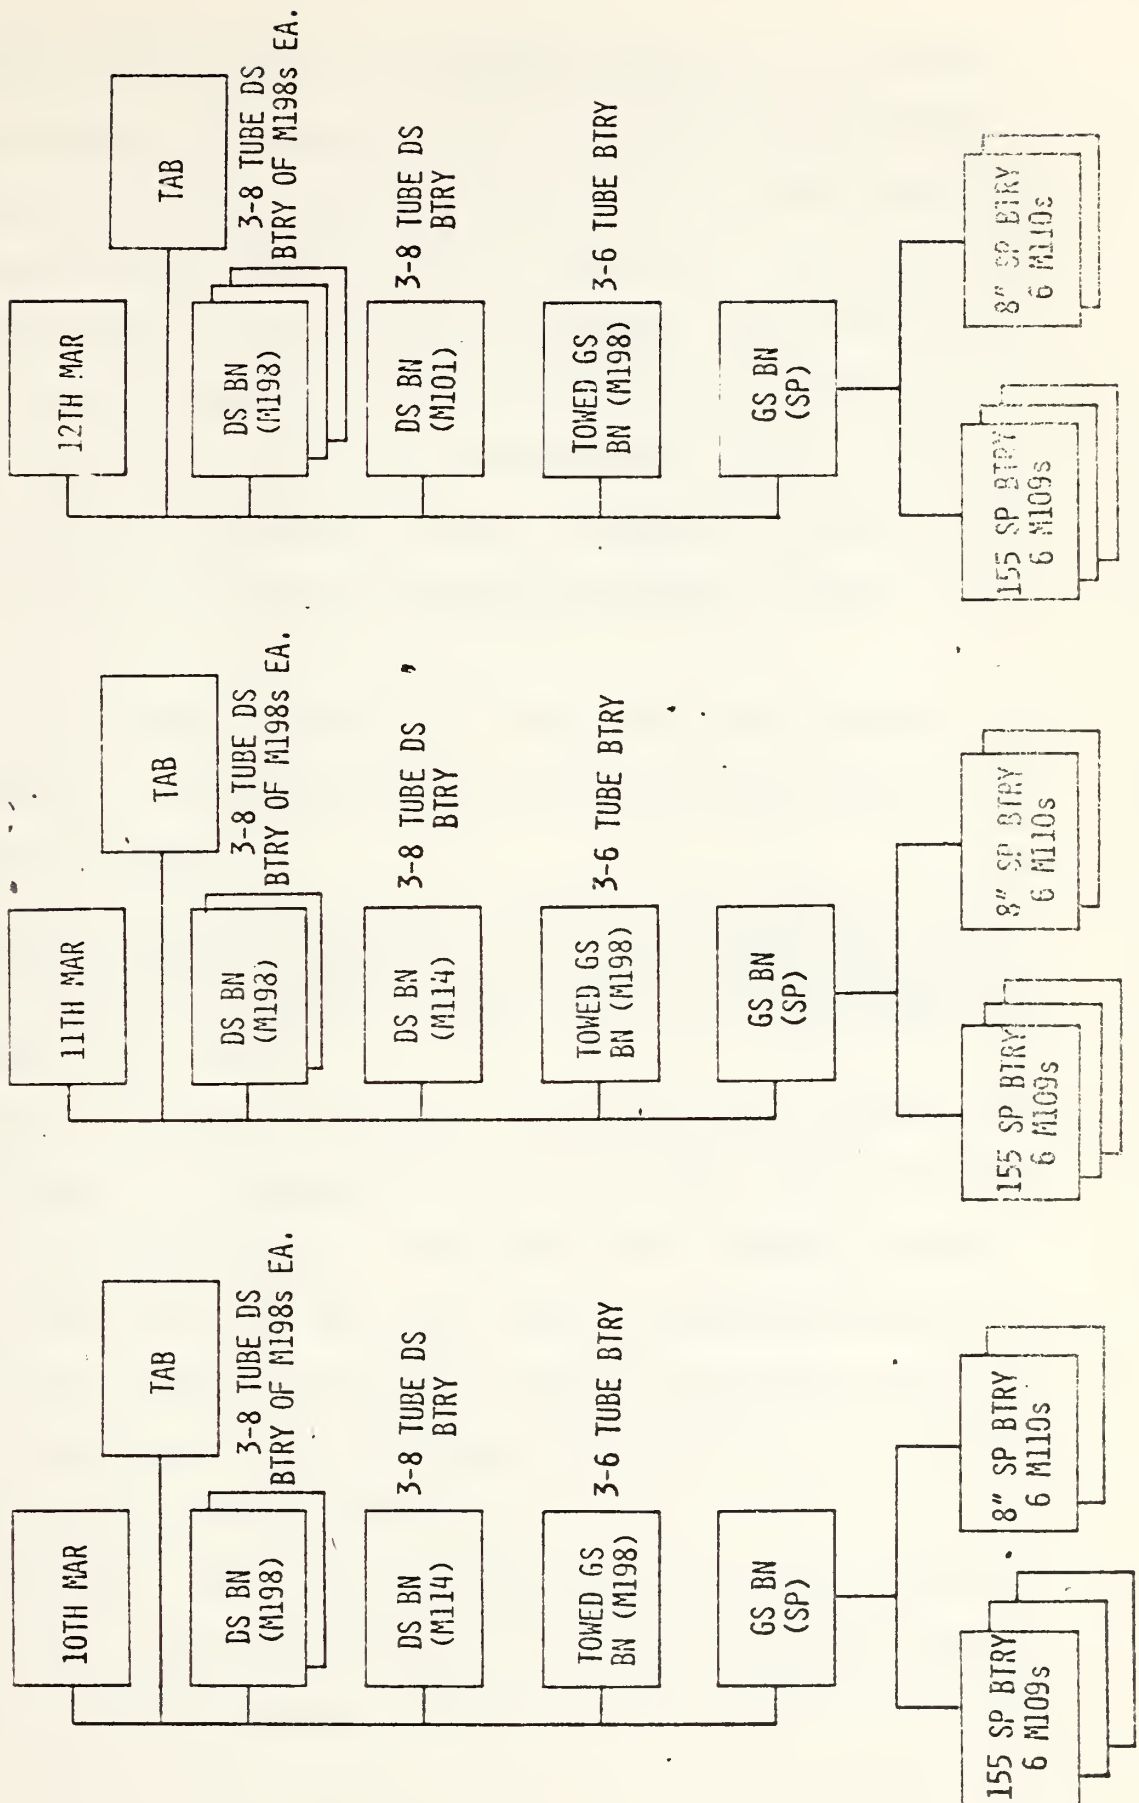 10TH MAR
TAB
DS BN
(M198)
3-8 TUBE DS
BTRY OF M198s EA.
DS BN
(M114)
3-8 TUBE DS
BTRY
TOWED GS
BN (M198)
3-6 TUBE BTRY
GS BN
(SP)
155 SP BTRY
6 M109s
8" SP BTRY
6 M110s
11TH MAR
TAB
DS BN
(M198)
3-8 TUBE DS
BTRY OF M198s EA.
DS BN
(M114)
3-8 TUBE DS
BTRY
TOWED GS
BN (M198)
3-6 TUBE BTRY
GS BN
(SP)
155 SP BTRY
6 M109s
8" SP BTRY
6 M110s
12TH MAR
TAB
DS BN
(M198)
3-8 TUBE DS
BTRY OF M198s EA.
DS BN
(M101)
3-8 TUBE DS
BTRY
TOWED GS
BN (M198)
3-6 TUBE BTRY
GS BN
(SP)
155 SP BTRY
6 M109s
8" SP BTRY
6 M110s